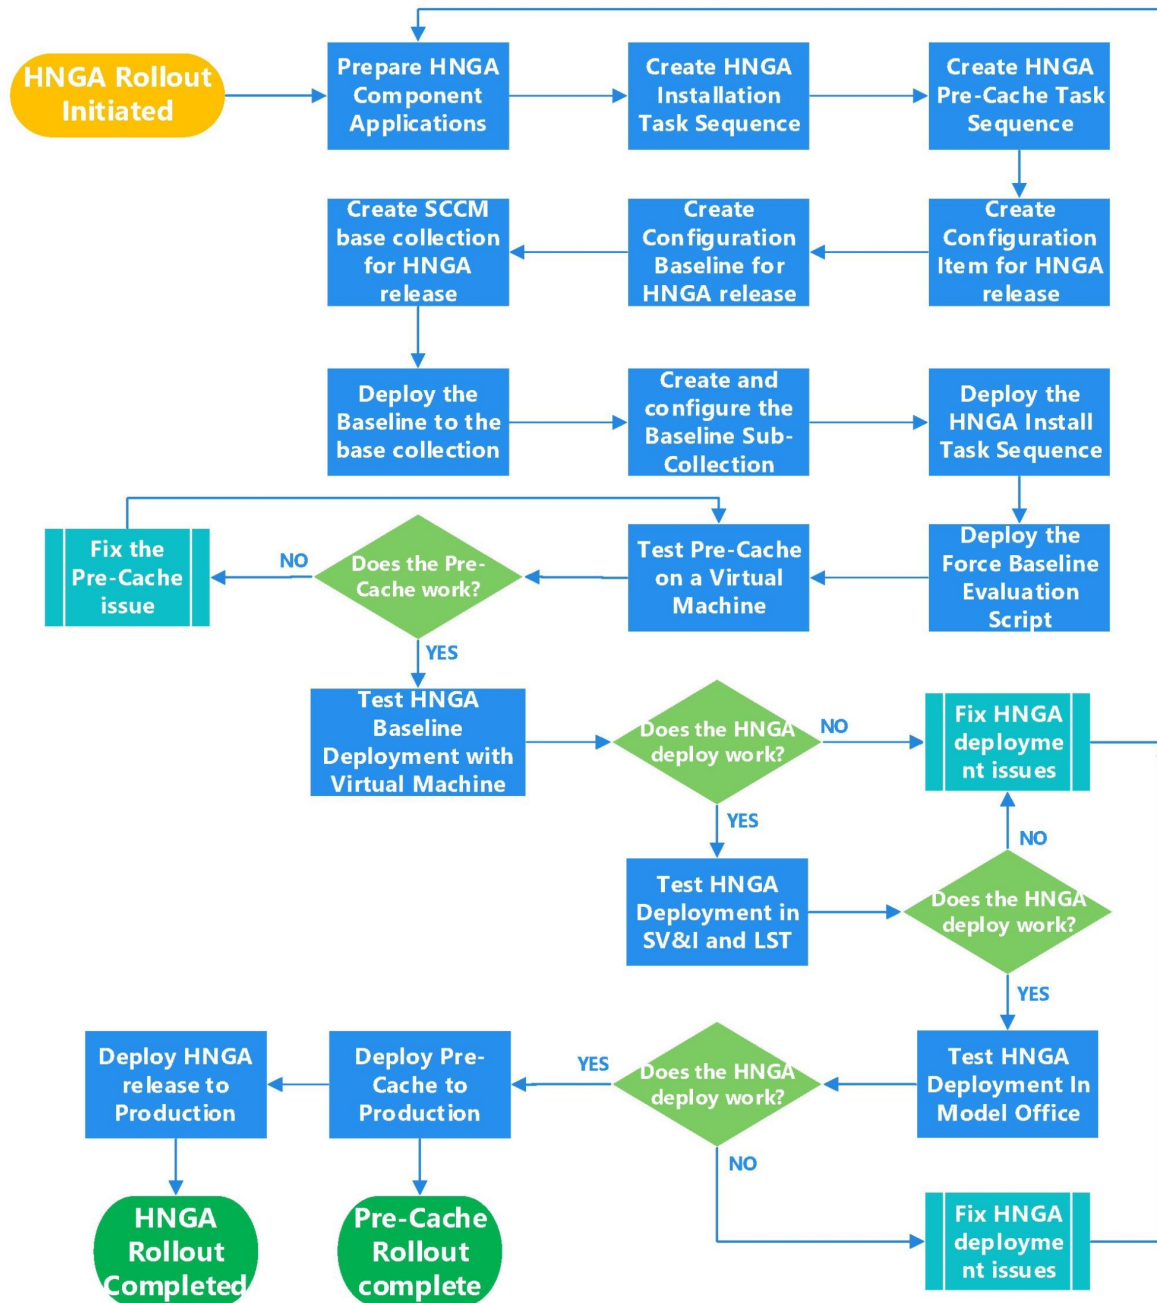 HNGA Rollout
Initiated
Prepare HNGA
Component
Applications
Create HNGA
Installation
Task Sequence
Create HNGA
Pre-Cache Task
Sequence
Create SCCM
base collection
for HNGA
release
Create
Configuration
Baseline for
HNGA release
Create
Configuration
Item for HNGA
release
Deploy the
Baseline to the
base collection
Create and
configure the
Baseline Sub-
Collection
Deploy the
HNGA Install
Task Sequence
Fix the
Pre-Cache
issue
NO
Does the Pre-
Cache work?
Test Pre-Cache
on a Virtual
Machine
Deploy the
Force Baseline
Evaluation
Script
YES
Test HNGA
Baseline
Deployment with
Virtual Machine
Does the HNGA
deploy work?
NO
Fix HNGA
deployme
nt issues
YES
NO
Test HNGA
Deployment in
SV&I and LST
Does the HNGA
deploy work?
YES
Deploy HNGA
release to
Production
Deploy Pre-
Cache to
Production
YES
Does the HNGA
deploy work?
Test HNGA
Deployment In
Model Office
NO
HNGA
Rollout
Completed
Pre-Cache
Rollout
complete
Fix HNGA
deployme
nt issues